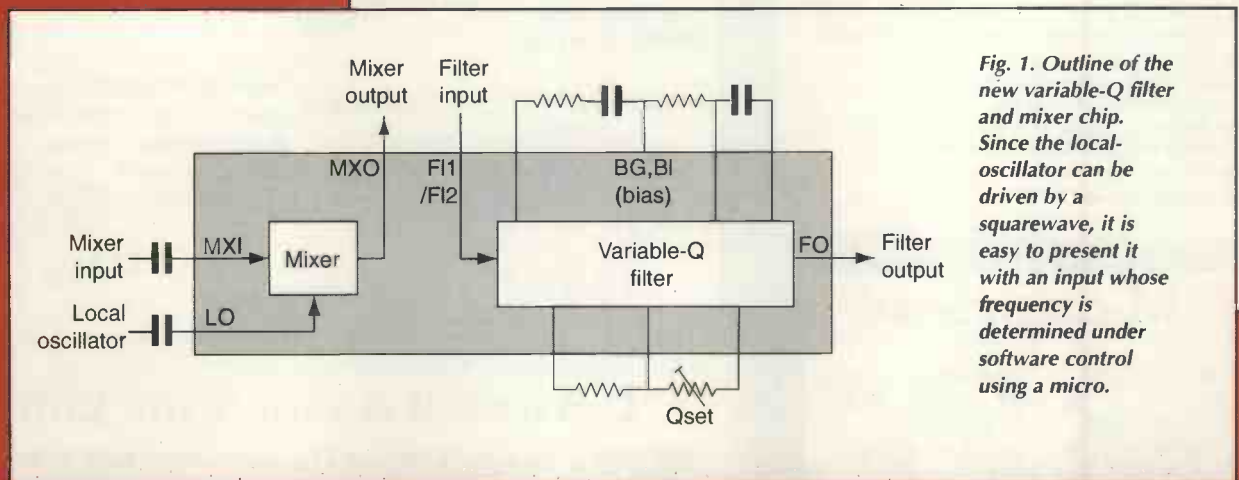 Mixer
output
Filter
input
MXO
FI1
/FI2
BG,BI
(bias)
Mixer
input
MXI
Mixer
Variable-Q
filter
FO
Filter
output
Local
oscillator
LO
Qset
Fig. 1. Outline of the
new variable-Q filter
and mixer chip.
Since the local-
oscillator can be
driven by a
squarewave, it is
easy to present it
with an input whose
frequency is
determined under
software control
using a micro.